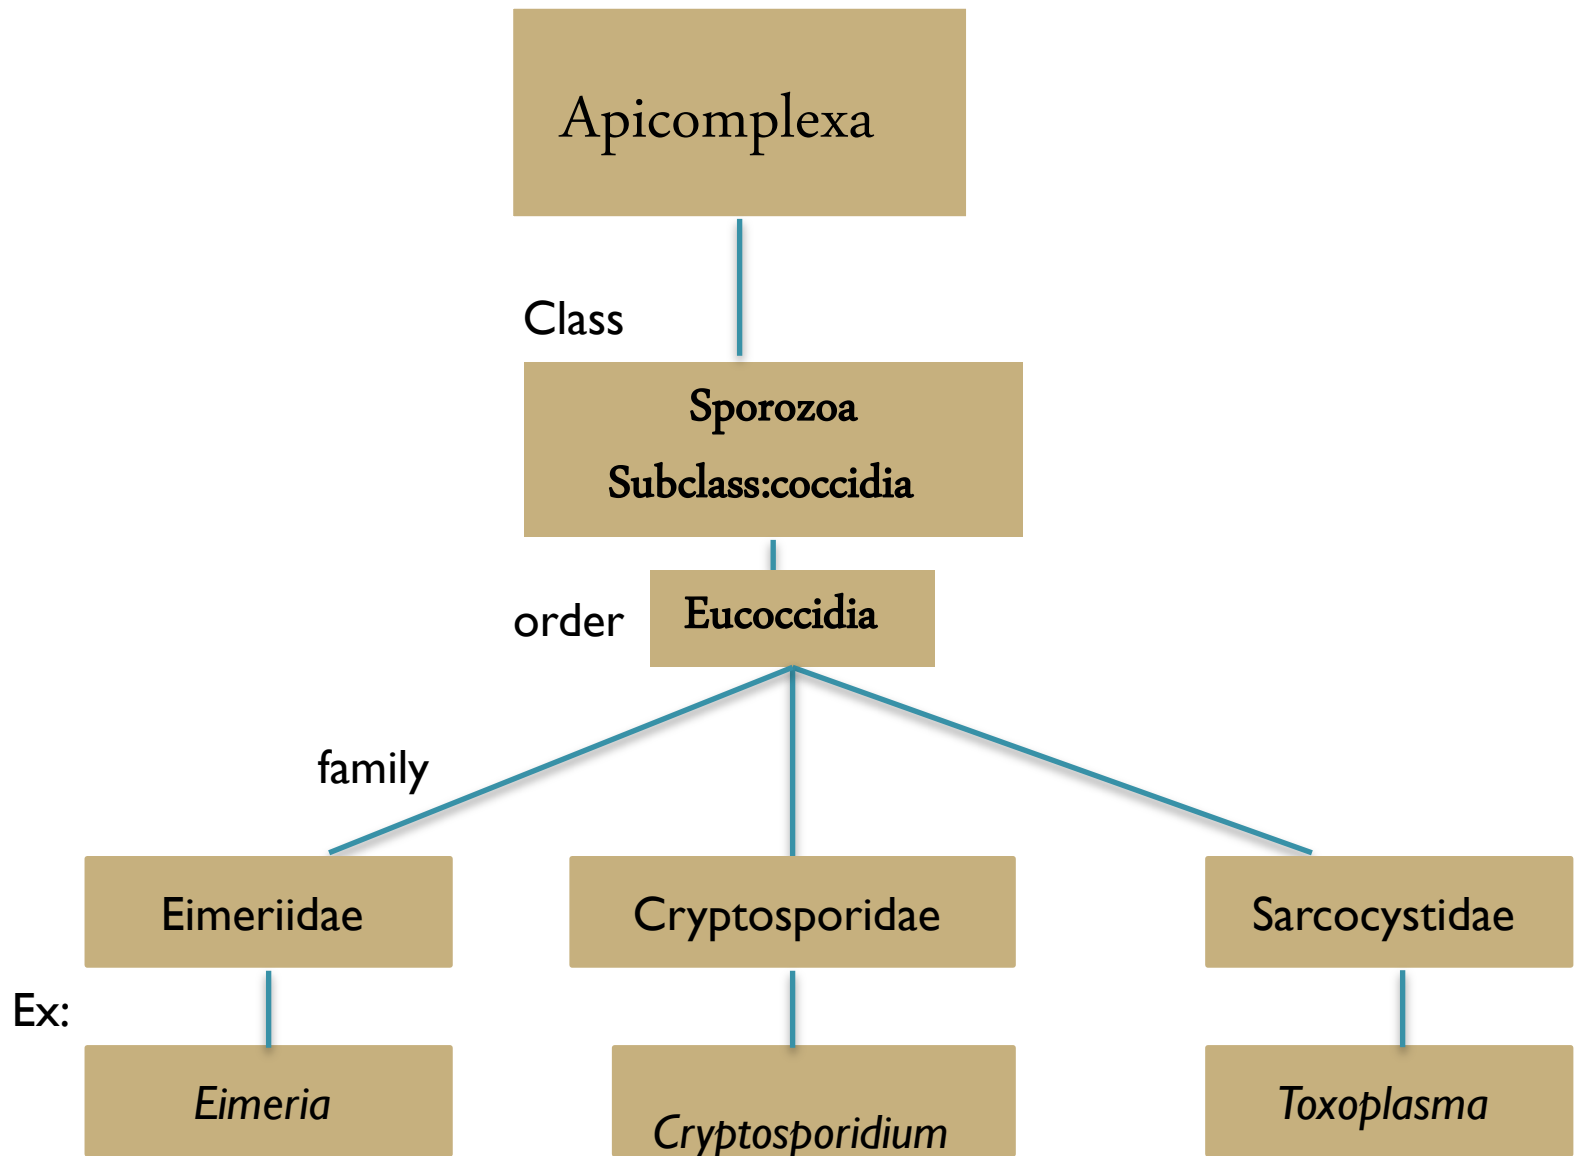 Apicomplexa
Class
Sporozoa
Subclass:coccidia
order
Eucoccidia
family
Eimeriidae
Cryptosporidae
Sarcocystidae
Ex:
Eimeria
Cryptosporidium
Toxoplasma